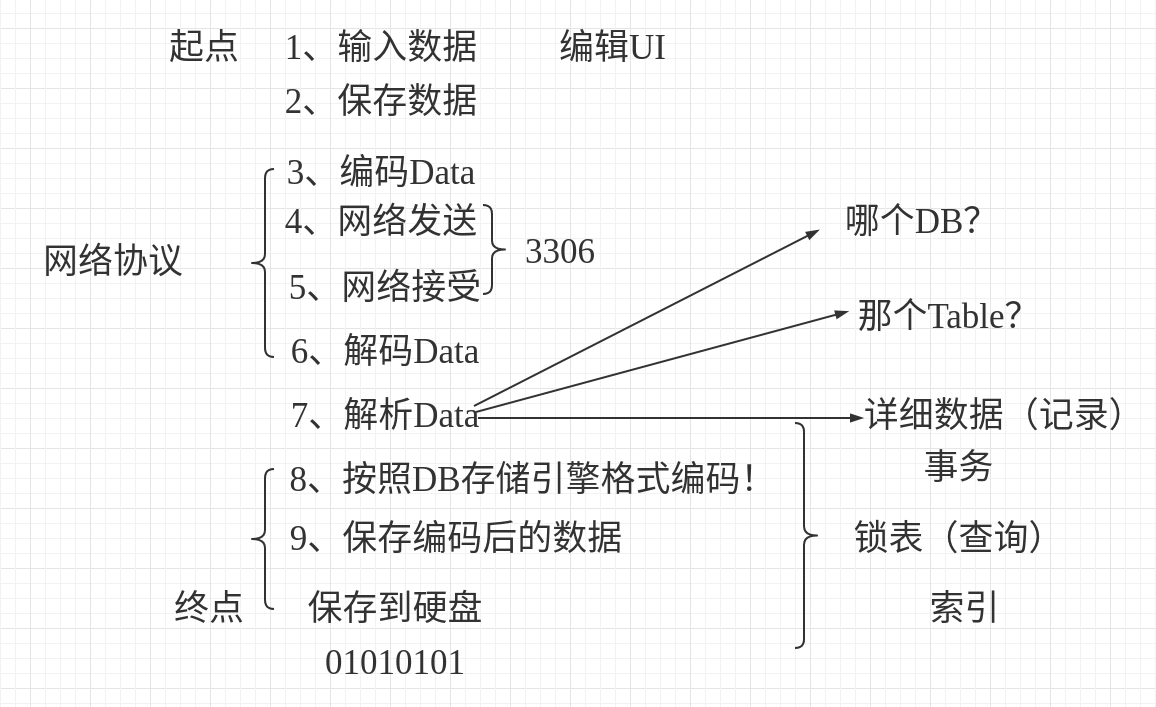 起点 1、输入数据 编辑UI
2、保存数据
3、编码Data
4、网络发送
哪个DB？
网络协议
3306
5、网络接受
那个Table？
6、解码Data
7、解析Data
详细数据（记录）
事务
8、按照DB存储引擎格式编码！
9、保存编码后的数据
锁表（查询）
终点 保存到硬盘
索引
01010101